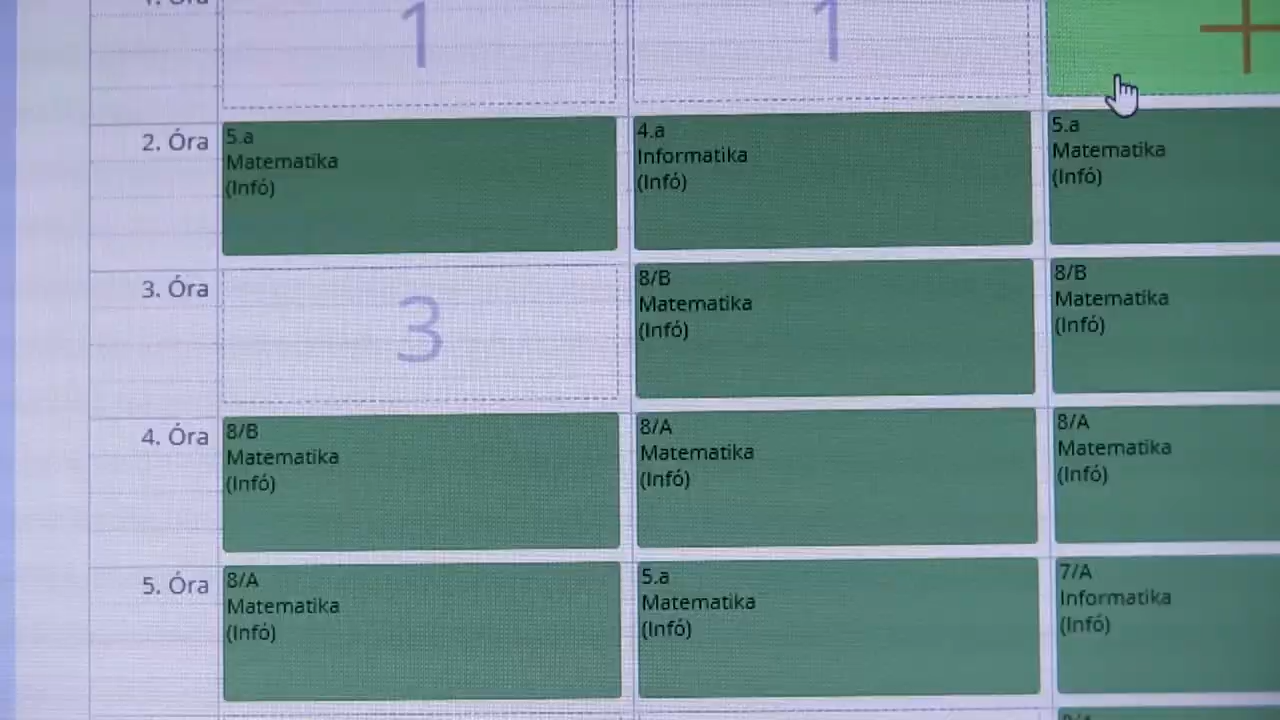 1
1
2. Óra
5.a
Matematika
(Infó)
4.a
Informatika
(Infó)
5.a
Matematika
(Infó)
3. Óra
3
8/B
Matematika
(Infó)
8/B
Matematika
(Infó)
4. Óra
8/B
Matematika
(Infó)
8/A
Matematika
(Infó)
8/A
Matematika
(Infó)
5. Óra
8/A
Matematika
(Infó)
5.a
Matematika
(Infó)
7/A
Informatika
(Infó)